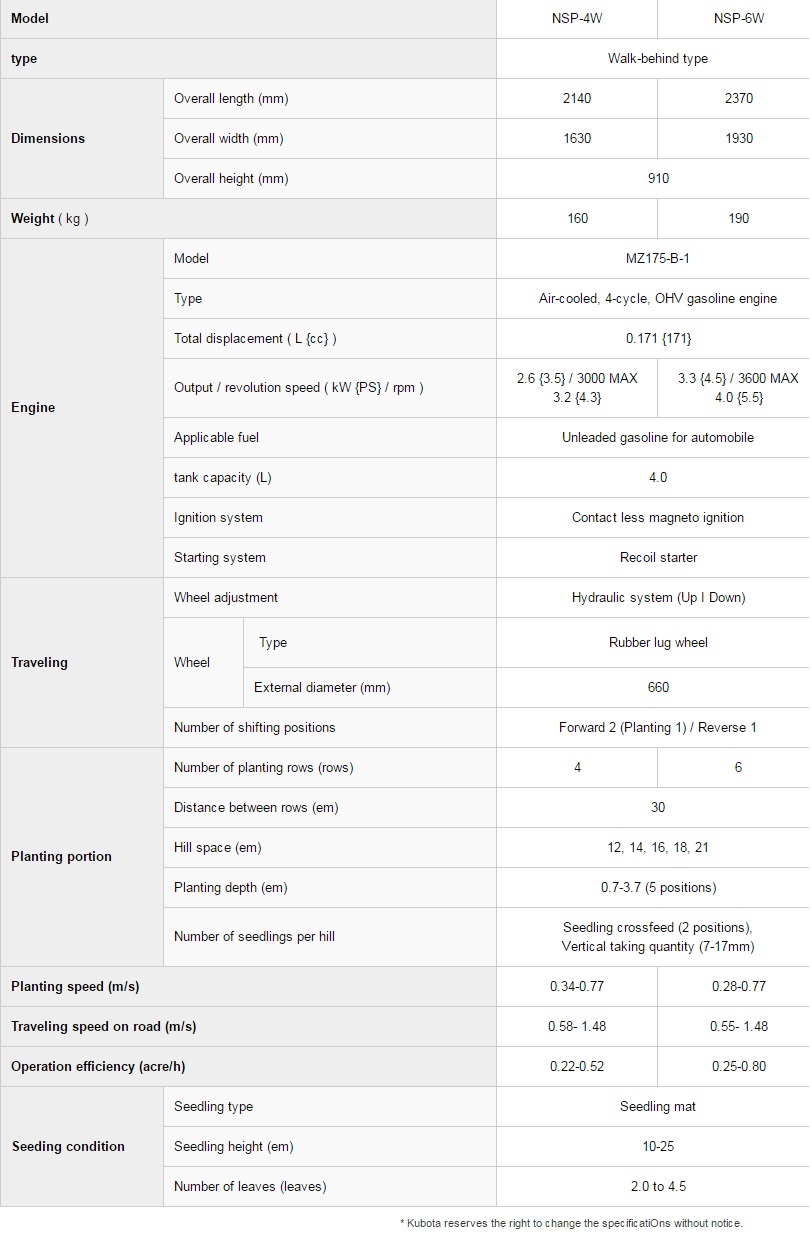 Model NSP-4W NSP-6W
type Walk-behind type
Dimensions Overall length (mm) 2140 2370
Overall width (mm) 1630 1930
Overall height (mm) 910
Weight ( kg ) 160 190
Engine Model MZ175-B-1
Type Air-cooled, 4-cycle, OHV gasoline engine
Total displacement ( L {cc} ) 0.171 {171}
Output / revolution speed ( kW {PS} / rpm ) 2.6 {3.5} / 3000 MAX 3.2 {4.3} 3.3 {4.5} / 3600 MAX 4.0 {5.5}
Applicable fuel Unleaded gasoline for automobile
tank capacity (L) 4.0
Ignition system Contact less magneto ignition
Starting system Recoil starter
Traveling Wheel adjustment Hydraulic system (Up I Down)
Wheel Type Rubber lug wheel
External diameter (mm) 660
Number of shifting positions Forward 2 (Planting 1) / Reverse 1
Planting portion Number of planting rows (rows) 4 6
Distance between rows (em) 30
Hill space (em) 12, 14, 16, 18, 21
Planting depth (em) 0.7-3.7 (5 positions)
Number of seedlings per hill Seedling crossfeed (2 positions),
Vertical taking quantity (7-17mm)
Planting speed (m/s) 0.34-0.77 0.28-0.77
Traveling speed on road (m/s) 0.58- 1.48 0.55- 1.48
Operation efficiency (acre/h) 0.22-0.52 0.25-0.80
Seeding condition Seedling type Seedling mat
Seedling height (em) 10-25
Number of leaves (leaves) 2.0 to 4.5
* Kubota reserves the right to change the specificatiOns without notice.